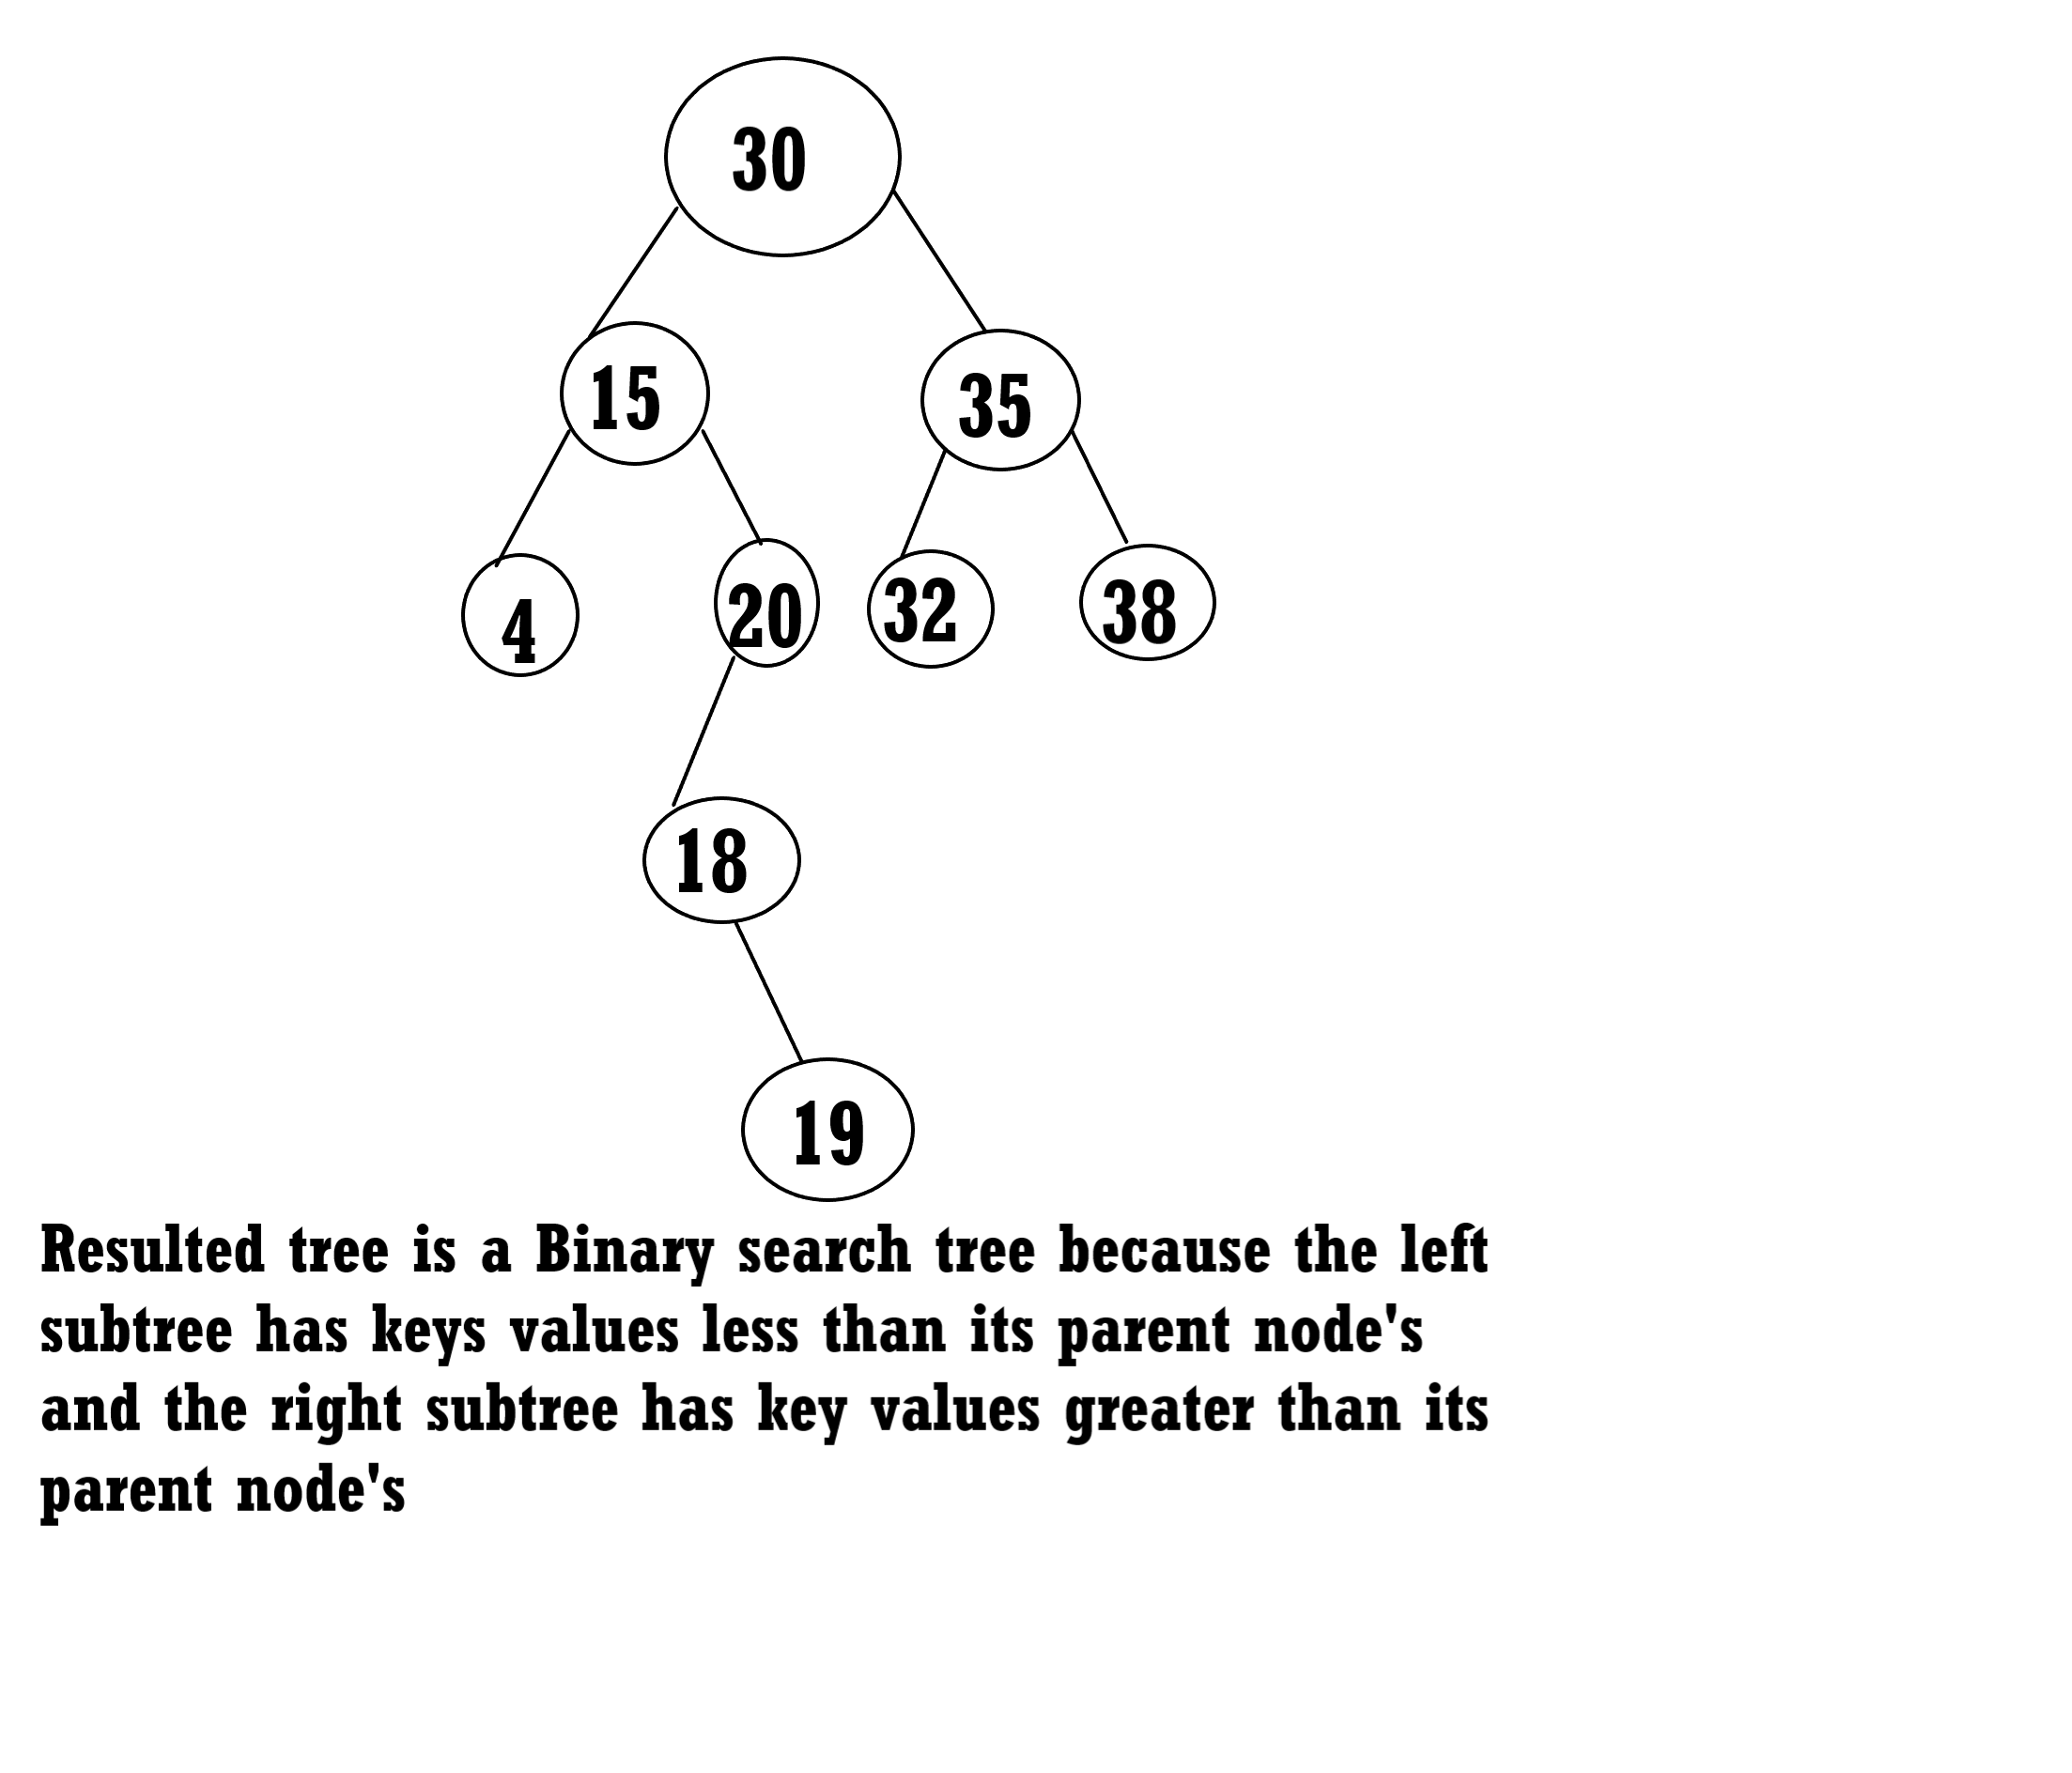 30
15
35
4
20
32
38
18
19
Resulted tree is a Binary search tree because the left
subtree has keys values less than its parent node's
and the right subtree has key values greater than its
parent node's